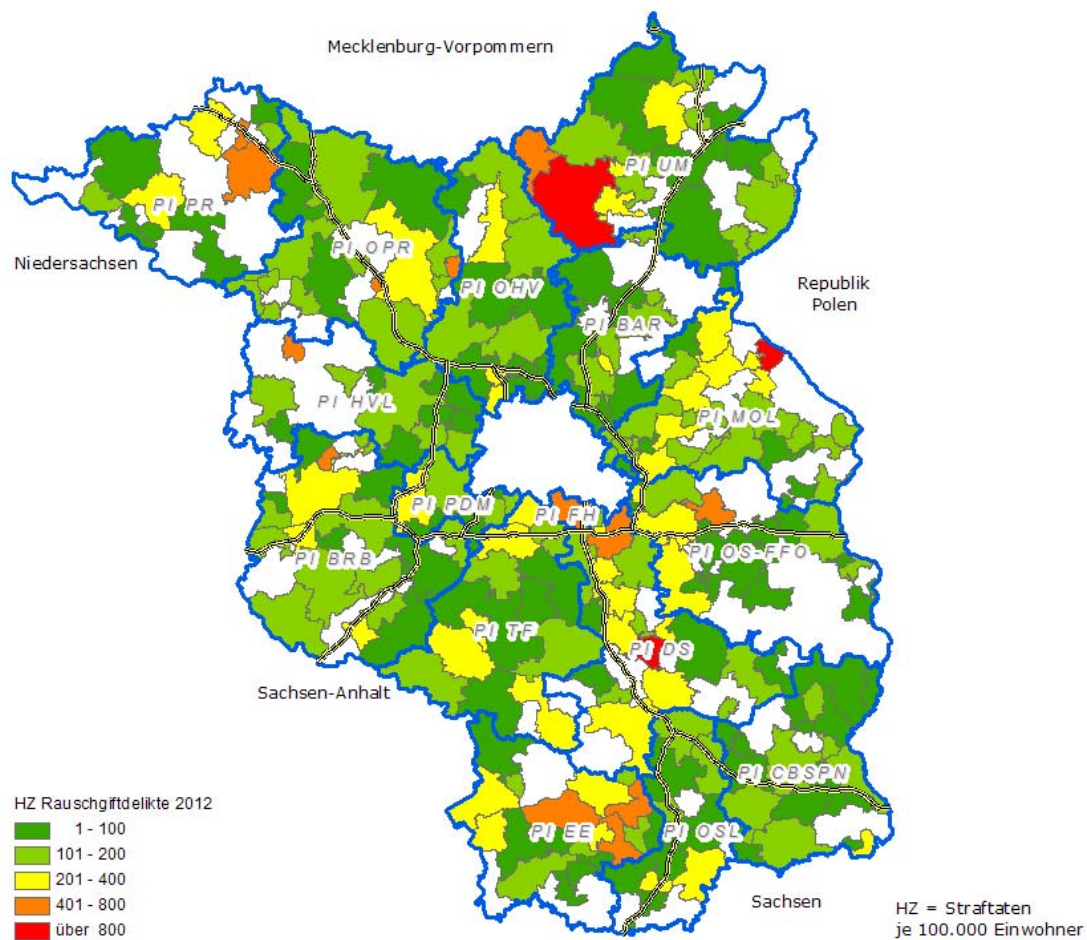 Mecklenburg-Vorpommern
PI UM
PI PR
PI OPR
Niedersachsen
PI OHV
Republik
Polen
PI BAR
PI HVL
PI MOL
PI PDM
PI FH
PI OS-FFO
PI BRB
PI TF
PI DS
Sachsen-Anhalt
PI CBSPN
HZ Rauschgiftdelikte 2012
1 - 100
101 - 200
201 - 400
401 - 800
über 800
PI EE
PI OSL
Sachsen
HZ = Straftaten
je 100.000 Einwohner